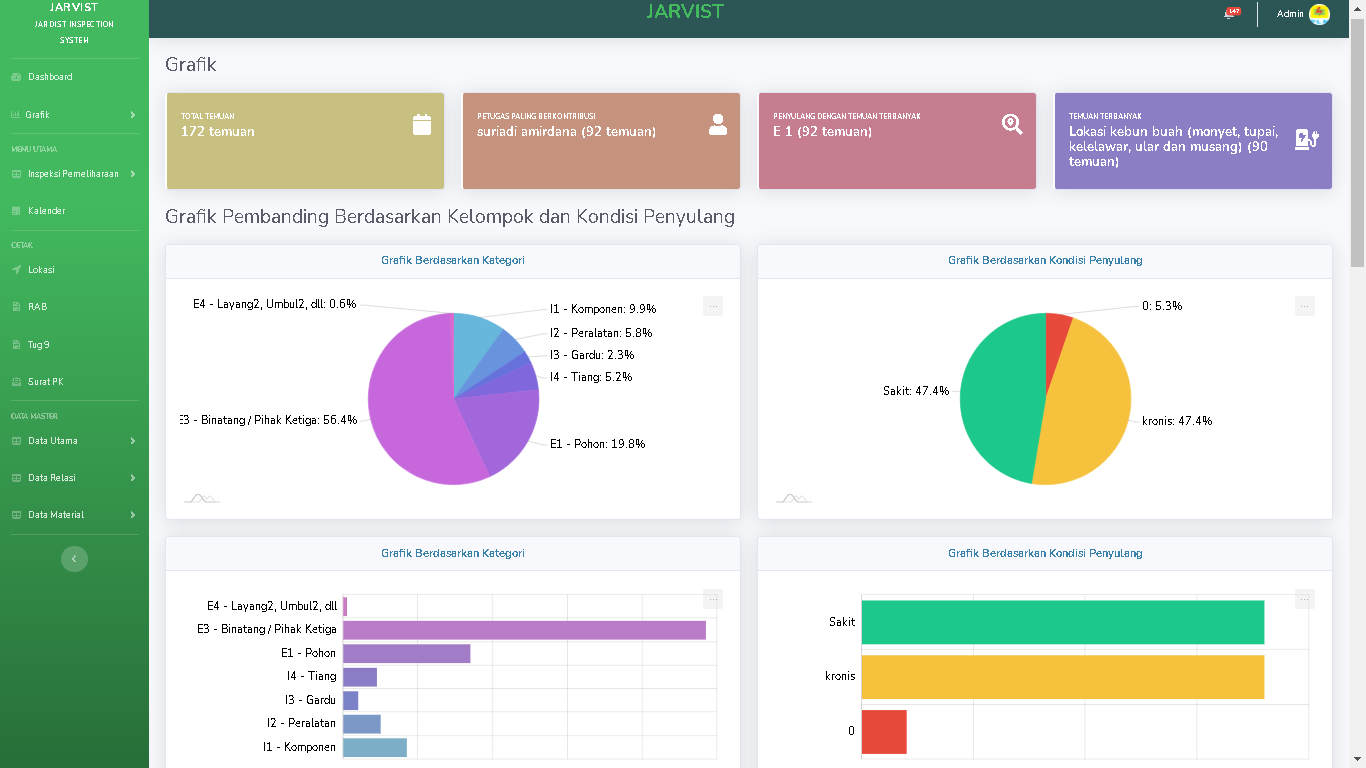 JARVIST
JARDIST INSPECTION
SYSTEM
Dashboard
Grafik
MENU UTAMA
Inspeksi Pemeliharaan
Kalender
DETAK
Lokasi
RAB
Tug 9
Surat PK
DATA MASTER
Data Utama
Data Relasi
Data Material
JARVIST
147
Admin
Grafik
TOTAL TEMUAN
172 temuan
PETUGAS PALING BERKONTRIBUSI
suriadi amirdana (92 temuan)
PENYULANG DENGAN TEMUAN TERBANYAK
E 1 (92 temuan)
TEMUAN TERBANYAK
Lokasi kebun buah (monyet, tupai,
kelelawar, ular dan musang) (90
temuan)
Grafik Pembanding Berdasarkan Kelompok dan Kondisi Penyulang
Grafik Berdasarkan Kategori
E4 - Layang2, Umbul2, dll: 0.6%
I1 - Komponen: 9.9%
I2 - Peralatan: 5.8%
I3 - Gardu: 2.3%
I4 - Tiang: 5.2%
E3 - Binatang / Pihak Ketiga: 56.4%
E1 - Pohon: 19.8%
Grafik Berdasarkan Kondisi Penyulang
0: 5.3%
Sakit: 47.4%
kronis: 47.4%
Grafik Berdasarkan Kategori
E4 - Layang2, Umbul2, dll
E3 - Binatang / Pihak Ketiga
E1 - Pohon
I4 - Tiang
I3 - Gardu
I2 - Peralatan
I1 - Komponen
Grafik Berdasarkan Kondisi Penyulang
Sakit
kronis
0